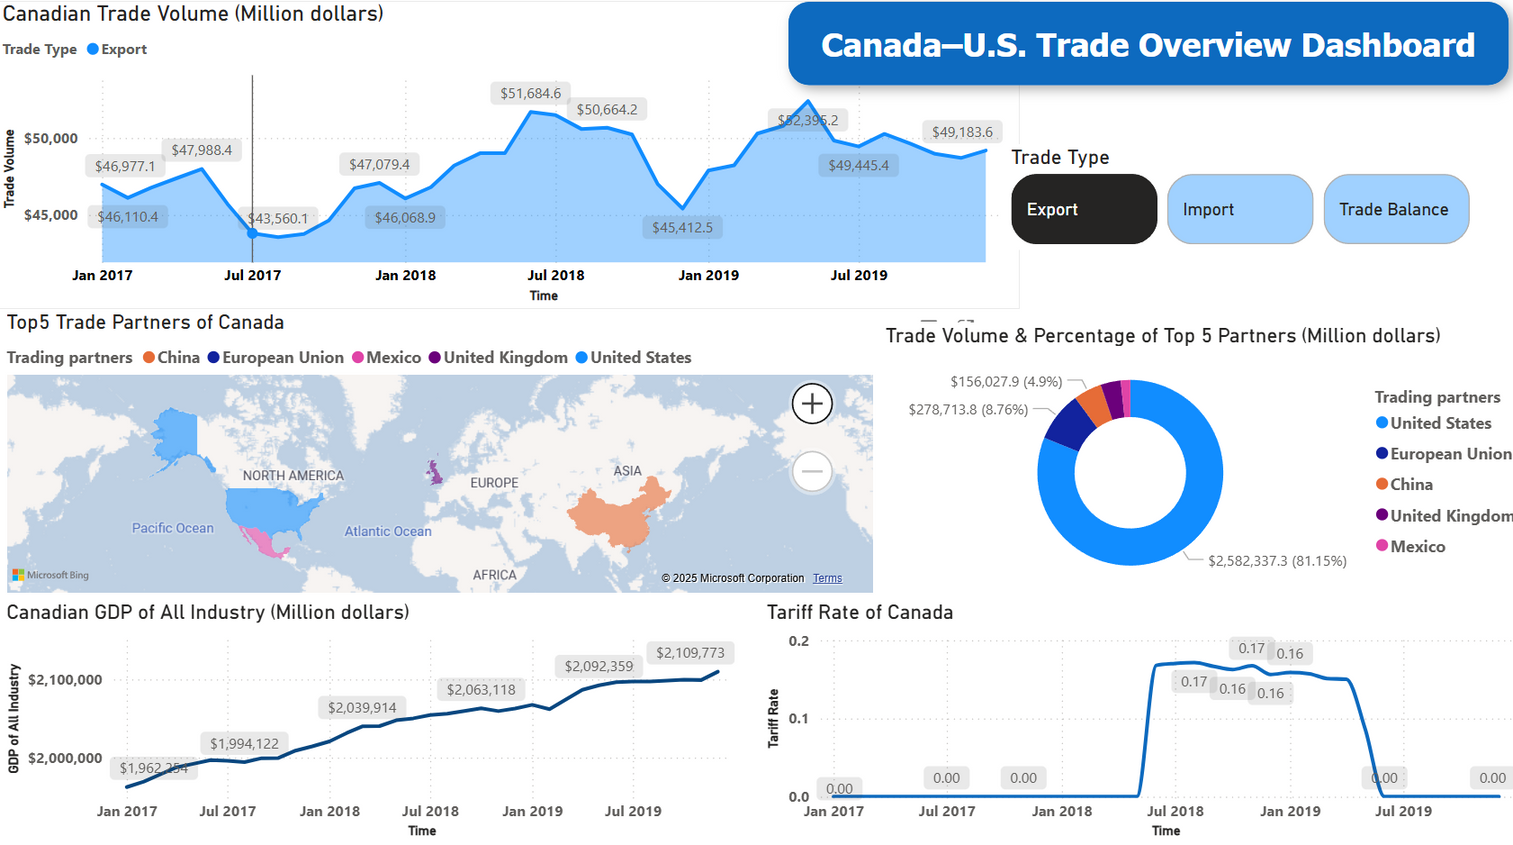 Canadian Trade Volume (Million dollars)
Canada–U.S. Trade Overview Dashboard
Trade Type Export
Trade Volume
$50,000
$45,000
$46,977.1
$46,110.4
$47,988.4
$43,560.1
$47,079.4
$46,068.9
$51,684.6
$50,664.2
$45,412.5
$52,395.2
$49,445.4
$49,183.6
Jan 2017 Jul 2017 Jan 2018 Jul 2018 Jan 2019 Jul 2019
Time
Trade Type
Export Import Trade Balance
Top5 Trade Partners of Canada
Trading partners China European Union Mexico United Kingdom United States
NORTH AMERICA
EUROPE
ASIA
Pacific Ocean
Atlantic Ocean
AFRICA
Microsoft Bing
© 2025 Microsoft Corporation Terms
Trade Volume & Percentage of Top 5 Partners (Million dollars)
$156,027.9 (4.9%)
$278,713.8 (8.76%)
$2,582,337.3 (81.15%)
Trading partners
United States
European Union
China
United Kingdom
Mexico
Canadian GDP of All Industry (Million dollars)
GDP of All Industry
$2,100,000
$2,000,000
$1,962,254
$1,994,122
$2,039,914
$2,063,118
$2,092,359
$2,109,773
Jan 2017 Jul 2017 Jan 2018 Jul 2018 Jan 2019 Jul 2019
Time
Tariff Rate of Canada
Tariff Rate
0.2
0.1
0.0
0.00
0.00
0.00
0.17
0.16
0.17
0.16
0.16
0.00
0.00
Jan 2017 Jul 2017 Jan 2018 Jul 2018 Jan 2019 Jul 2019
Time